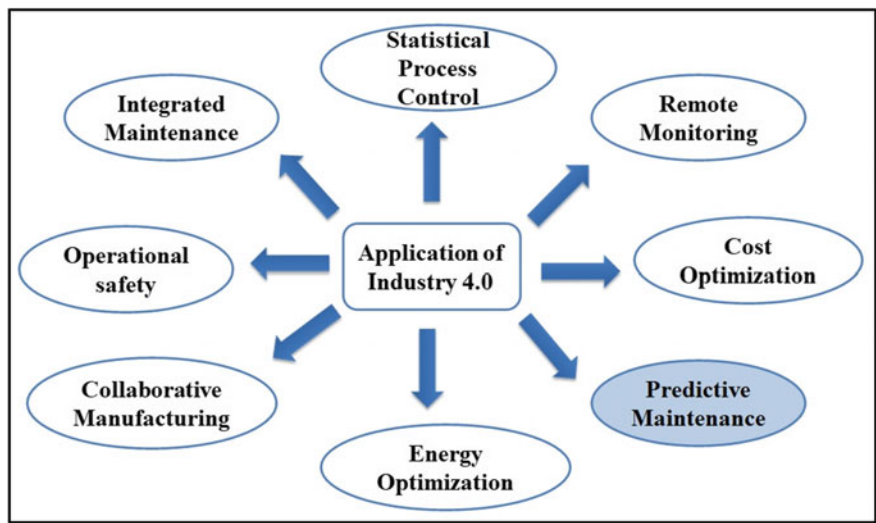 Statistical
Process
Control
Integrated
Maintenance
Remote
Monitoring
Operational
safety
Application of
Industry 4.0
Cost
Optimization
Collaborative
Manufacturing
Predictive
Maintenance
Energy
Optimization